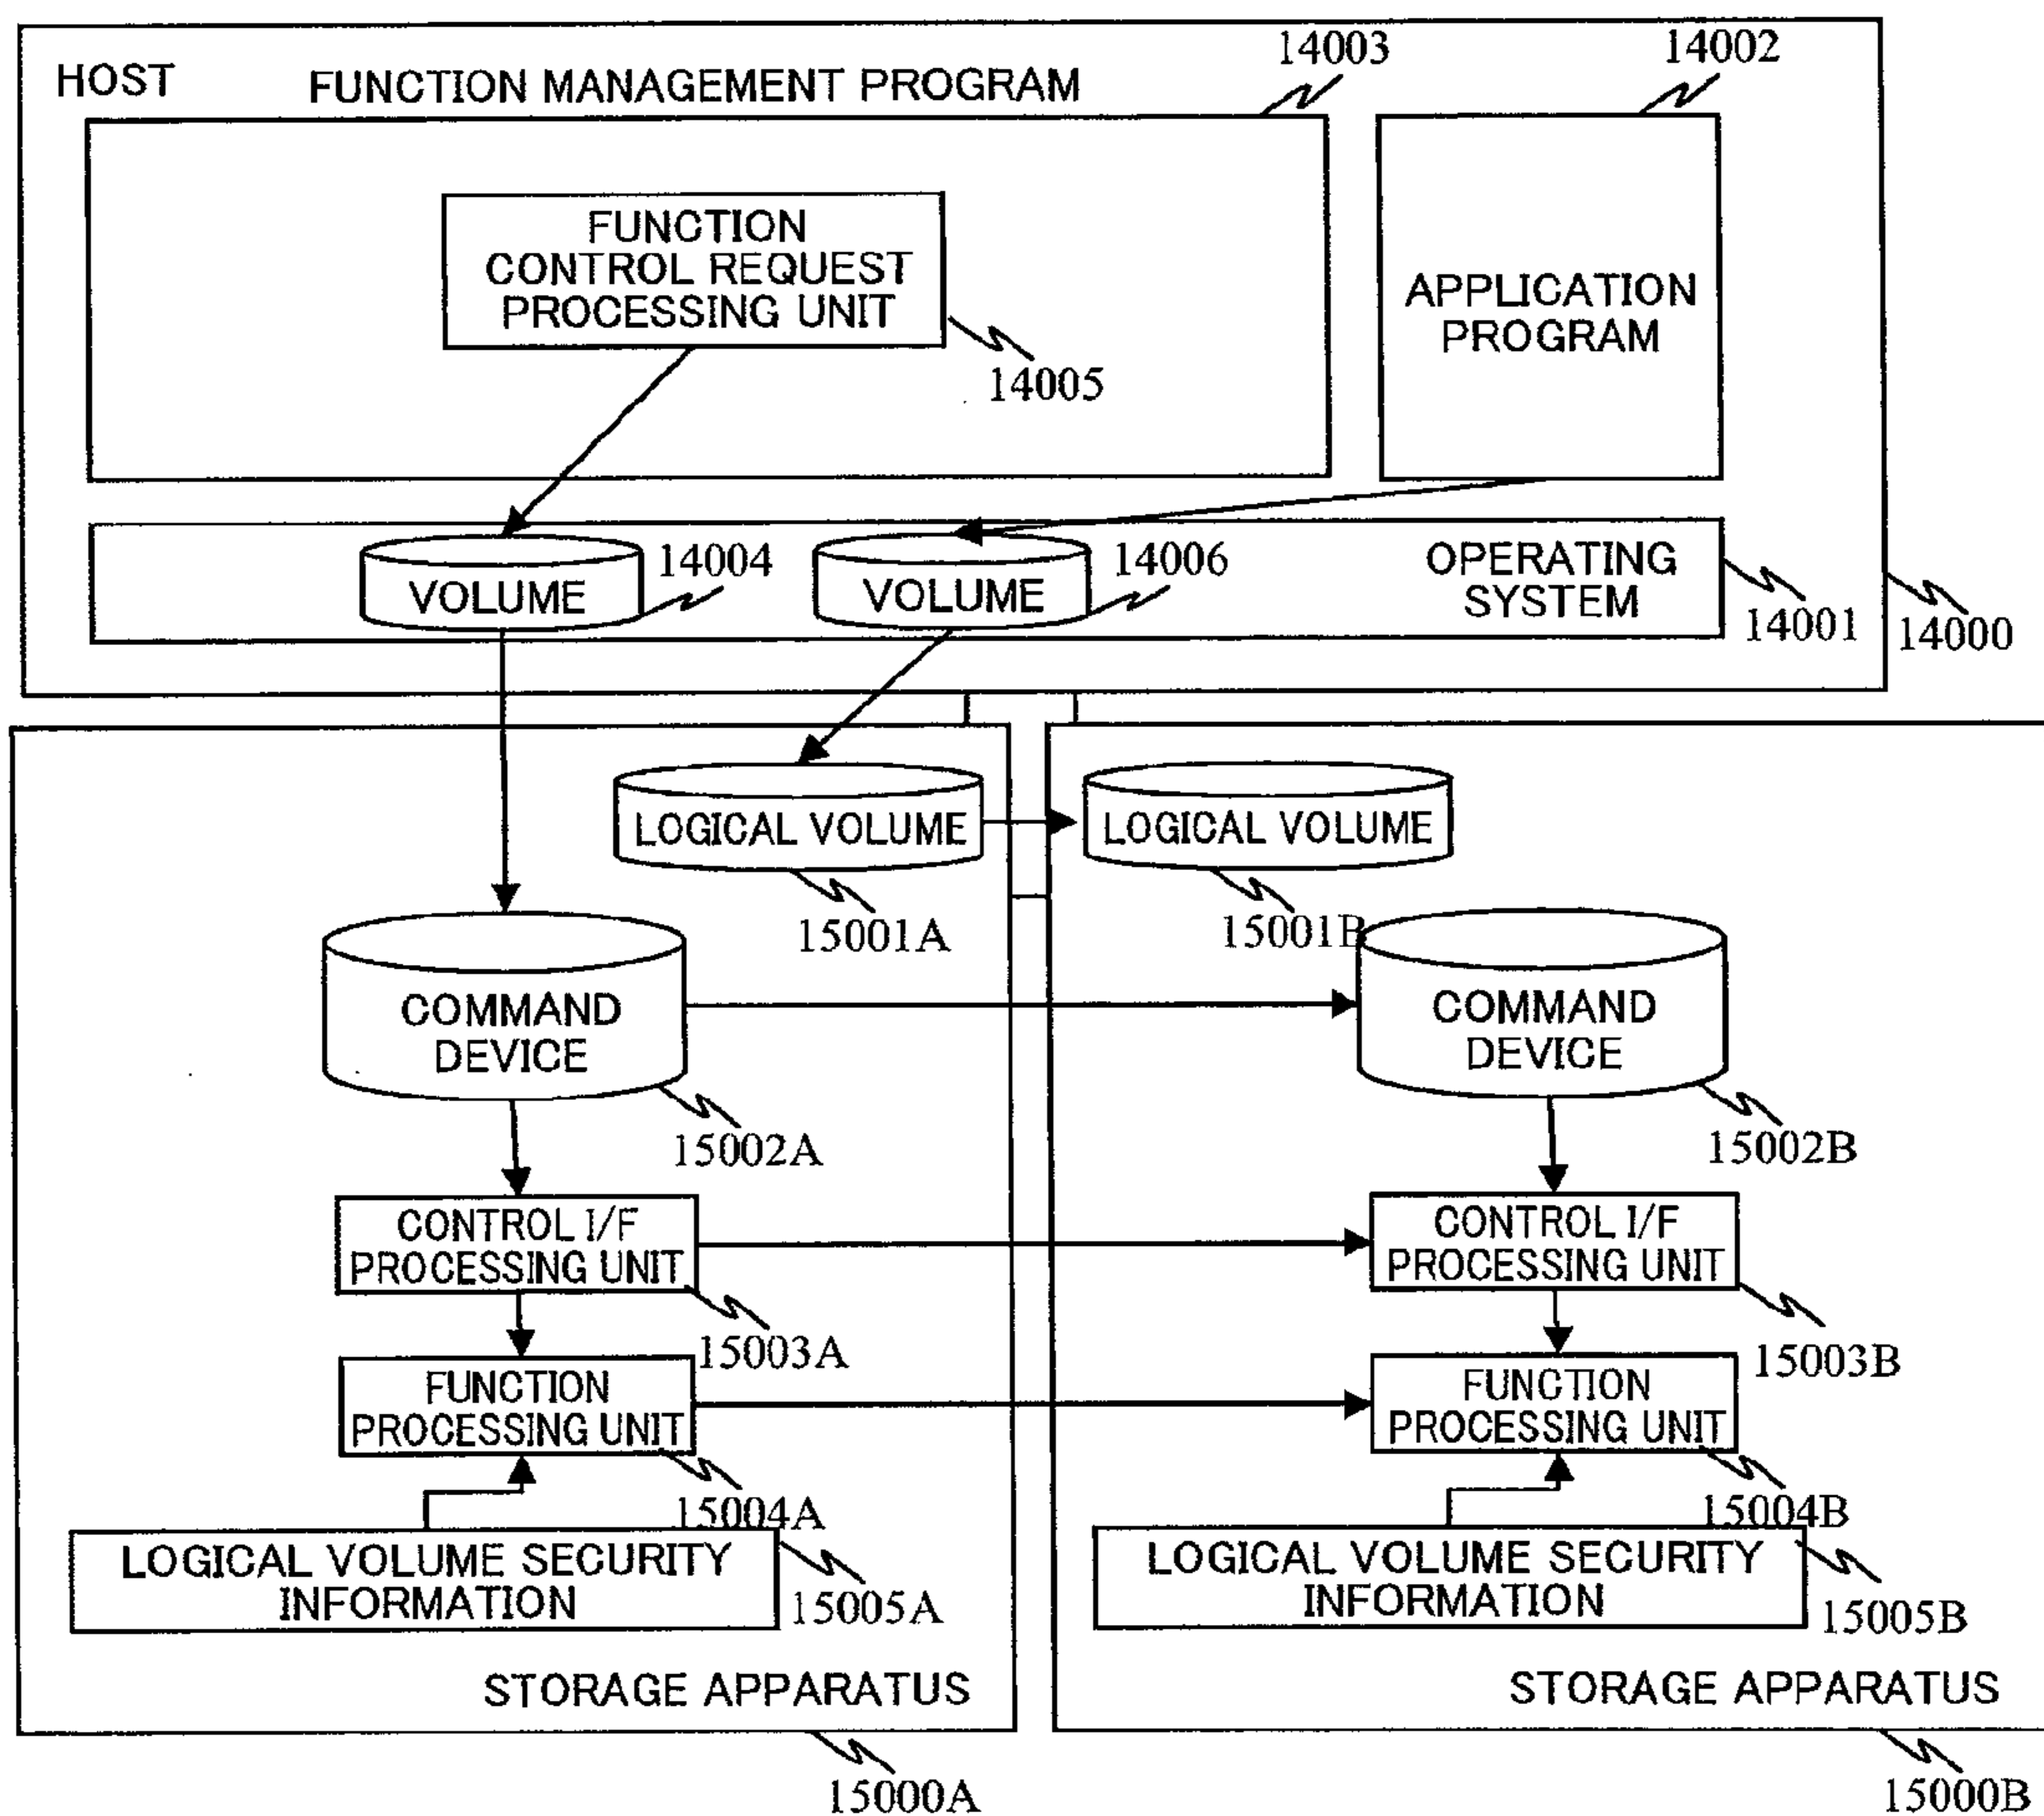 14003
14002
HOST
FUNCTION MANAGEMENT PROGRAM
FUNCTION
CONTROL REQUEST
PROCESSING UNIT
14005
APPLICATION
PROGRAM
VOLUME
14004
VOLUME
14006
OPERATING
SYSTEM
14001
14000
LOGICAL VOLUME
LOGICAL VOLUME
15001A
15001B
COMMAND
DEVICE
COMMAND
DEVICE
15002A
15002B
CONTROL I/F
PROCESSING UNIT
CONTROL I/F
PROCESSING UNIT
15003A
15003B
FUNCTION
PROCESSING UNIT
FUNCTION
PROCESSING UNIT
15004A
15004B
LOGICAL VOLUME SECURITY
INFORMATION
15005A
LOGICAL VOLUME SECURITY
INFORMATION
15005B
STORAGE APPARATUS
STORAGE APPARATUS
15000A
15000B